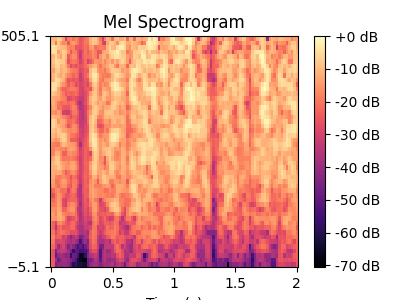 Mel Spectrogram
505.1
-5.1
0
0.5
1
1.5
2
+0 dB
-10 dB
-20 dB
-30 dB
-40 dB
-50 dB
-60 dB
-70 dB